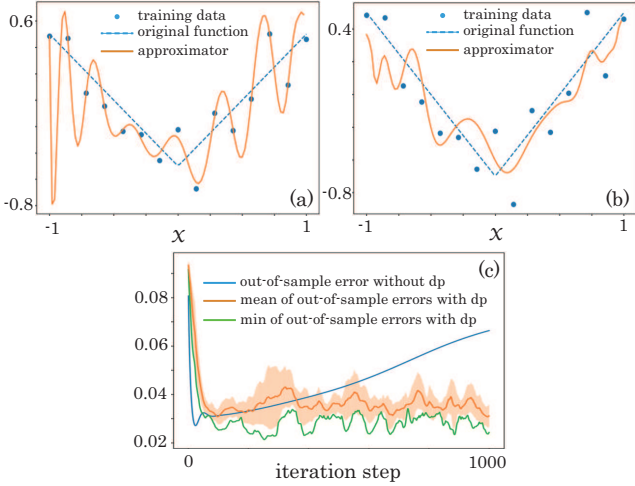 0.6
training data
original function
approximator
-0.8
(a)
-1
x
1
0.4
training data
original function
approximator
-0.8
(b)
-1
x
1
(c)
out-of-sample error without dp
mean of out-of-sample errors with dp
min of out-of-sample errors with dp
0.08
0.06
0.04
0.02
0
iteration step
1000